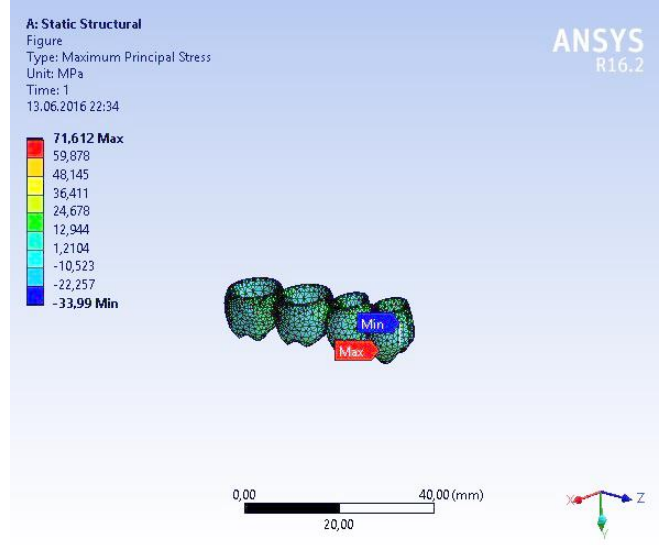 A: Static Structural
Figure
Type: Maximum Principal Stress
Unit: MPa
Time: 1
13.06.2016 22:34
ANSYS
R16.2
71,612 Max
59,878
48,145
36,411
24,678
12,944
1,2104
-10,523
-22,257
-33,99 Min
Min
Max
0,00
40,00 (mm)
20,00
X
Y
Z